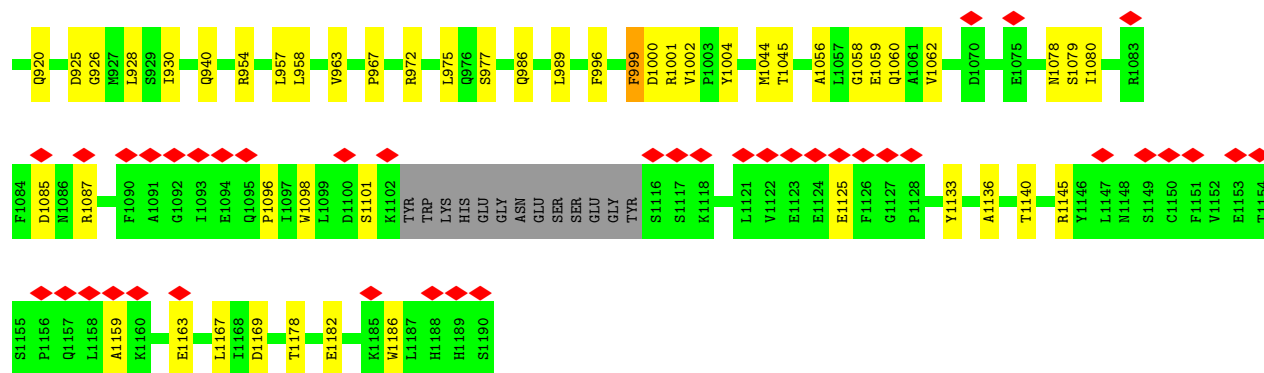 Q920 D925 G926 M927 L928 S929 I930 Q940 R954 L957 L958 V963 P967 R972 L975 Q976 S977 Q986 L989 F996 F999 D1000 R1001 V1002 P1003 Y1004 M1044 T1045 A1056 L1057 G1058 E1059 Q1060 A1061 V1062 D1070 E1075 N1078 S1079 I1080 R1083
F1084 D1085 N1086 R1087 F1090 A1091 G1092 I1093 E1094 Q1095 P1096 I1097 W1098 L1099 D1100 S1101 K1102 TYR TRP LYS HIS GLU GLY ASN GLU SER SER GLU GLY TYR S1116 S1117 K1118 L1121 V1122 E1123 E1124 E1125 F1126 G1127 P1128 Y1133 A1136 T1140 R1145 Y1146 L1147 N1148 S1149 C1150 F1151 V1152 E1153 T1154
S1155 P1156 Q1157 L1158 A1159 K1160 E1163 L1167 I1168 D1169 T1178 E1182 K1185 W1186 L1187 H1188 H1189 S1190